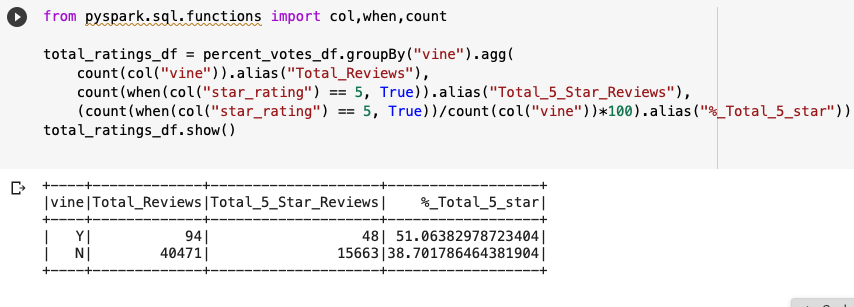 from pyspark.sql.functions import col,when,count
total_ratings_df = percent_votes_df.groupBy("vine").agg(
    count(col("vine")).alias("Total_Reviews"),
    count(when(col("star_rating") == 5, True)).alias("Total_5_Star_Reviews"),
    (count(when(col("star_rating") == 5, True))/count(col("vine"))*100).alias("%_Total_5_star"))
total_ratings_df.show()
+----+-------------+--------------------+-----------------+
|vine|Total_Reviews|Total_5_Star_Reviews|    %_Total_5_star|
+----+-------------+--------------------+-----------------+
|   Y|           94|                  48| 51.06382978723404|
|   N|        40471|               15663|38.701786464381904|
+----+-------------+--------------------+-----------------+